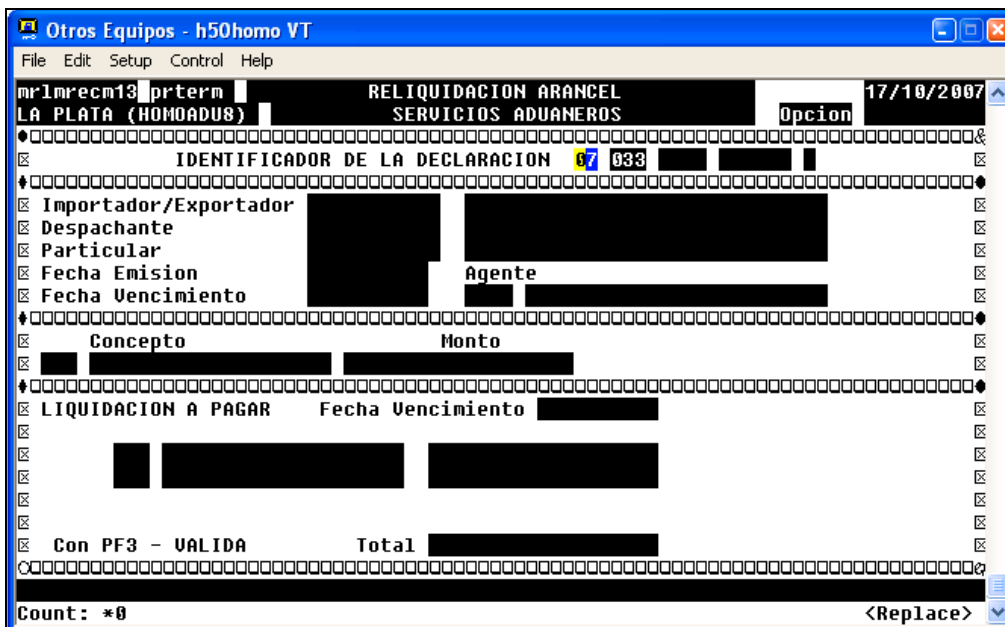 Otros Equipos - h50homo VT
File Edit Setup Control Help
mrlmrecm13 prterm RELIQUIDACION ARANCEL 17/10/2007
LA PLATA (HOMOADU8) SERVICIOS ADUANEROS Opcion
IDENTIFICADOR DE LA DECLARACION 07 033
Importador/Exportador
Despachante
Particular
Fecha Emision Agente
Fecha Vencimiento
Concepto Monto
LIQUIDACION A PAGAR Fecha Vencimiento
Con PF3 - VALIDA Total
Count: *0 <Replace>